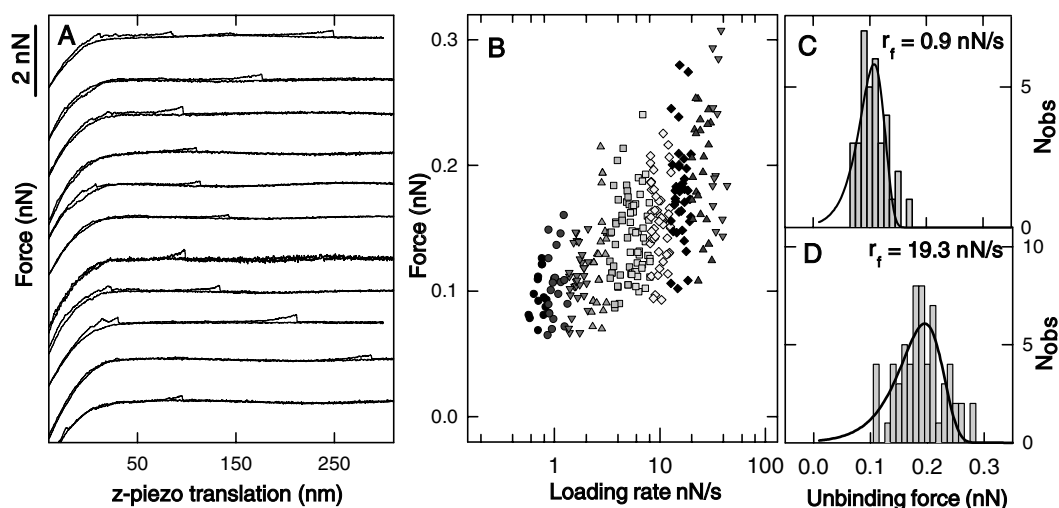 A
2 nN
Force (nN)
50
150
250
z-piezo translation (nm)
B
0.3
0.2
0.1
0.0
Force (nN)
1
10
100
Loading rate nN/s
C
r_f = 0.9 nN/s
5
0
Nobs
D
r_f = 19.3 nN/s
10
5
0
Nobs
0.0
0.1
0.2
0.3
Unbinding force (nN)